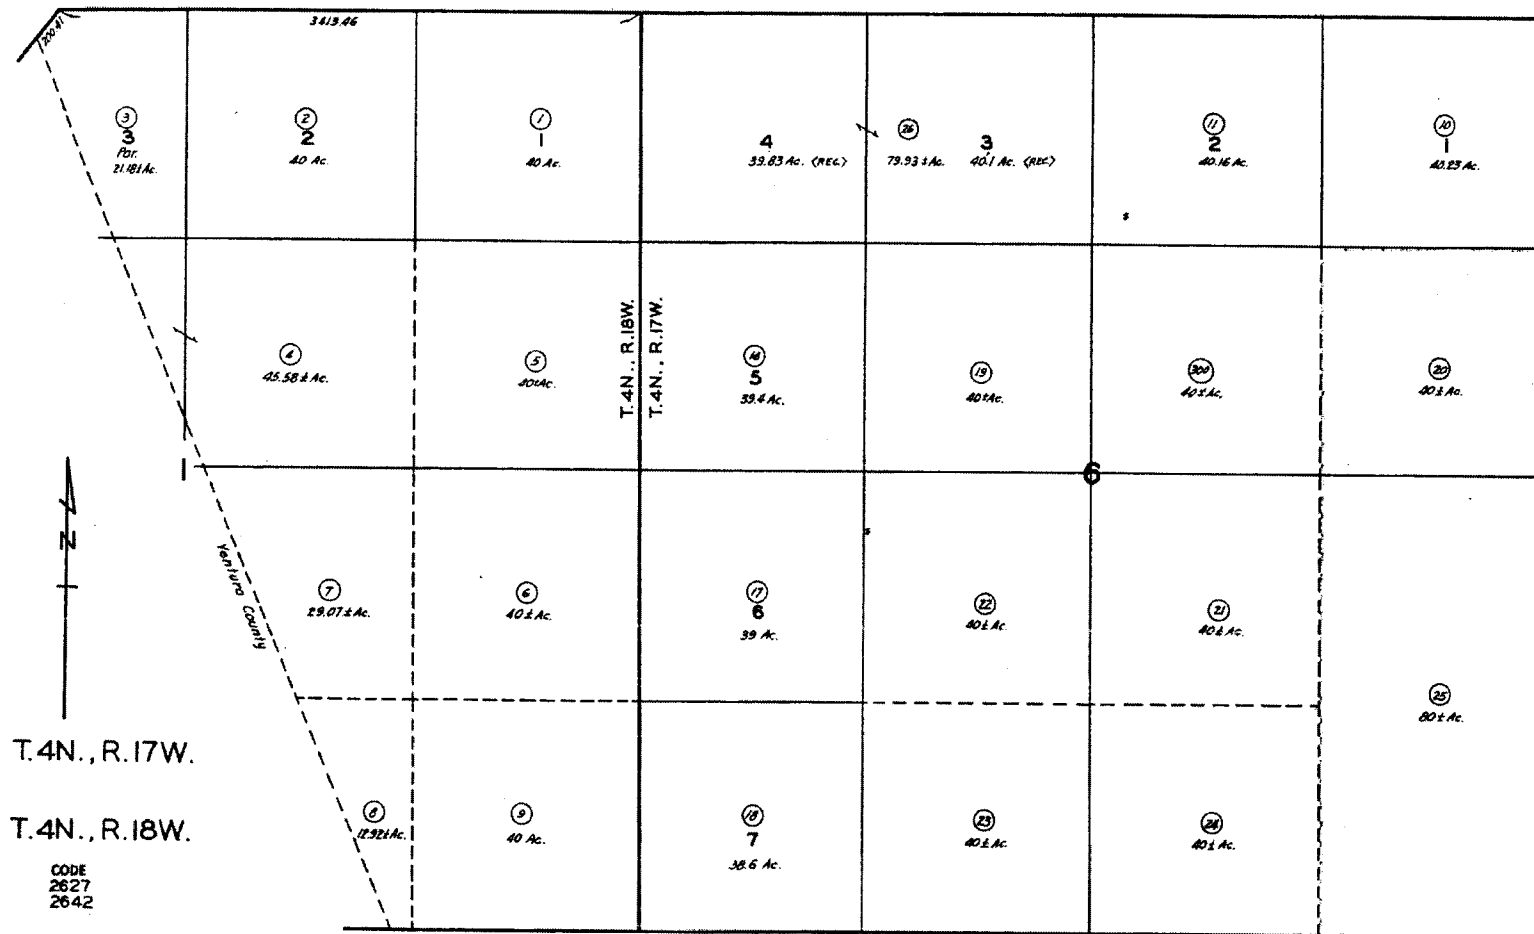 200.41
3413.46
3
3
Por.
21.18±Ac.
2
2
40 Ac.
1
1
40 Ac.
4
39.83 Ac. (REC)
26
79.93 ± Ac.
3
40.1 Ac. (REC)
11
2
40.16 Ac.
10
1
40.23 Ac.
4
45.58 ± Ac.
5
40±Ac.
T.4N., R.18W.
T.4N., R.17W.
16
5
39.4 Ac.
19
40±Ac.
300
40±Ac.
20
40±Ac.
1
6
N
Ventura County
7
29.07±Ac.
6
40±Ac.
17
6
39 Ac.
22
40±Ac.
21
40±Ac.
25
80±Ac.
T.4N., R.17W.
T.4N., R.18W.
CODE
2627
2642
8
12.92±Ac.
9
40 Ac.
18
7
38.6 Ac.
23
40±Ac.
24
40±Ac.